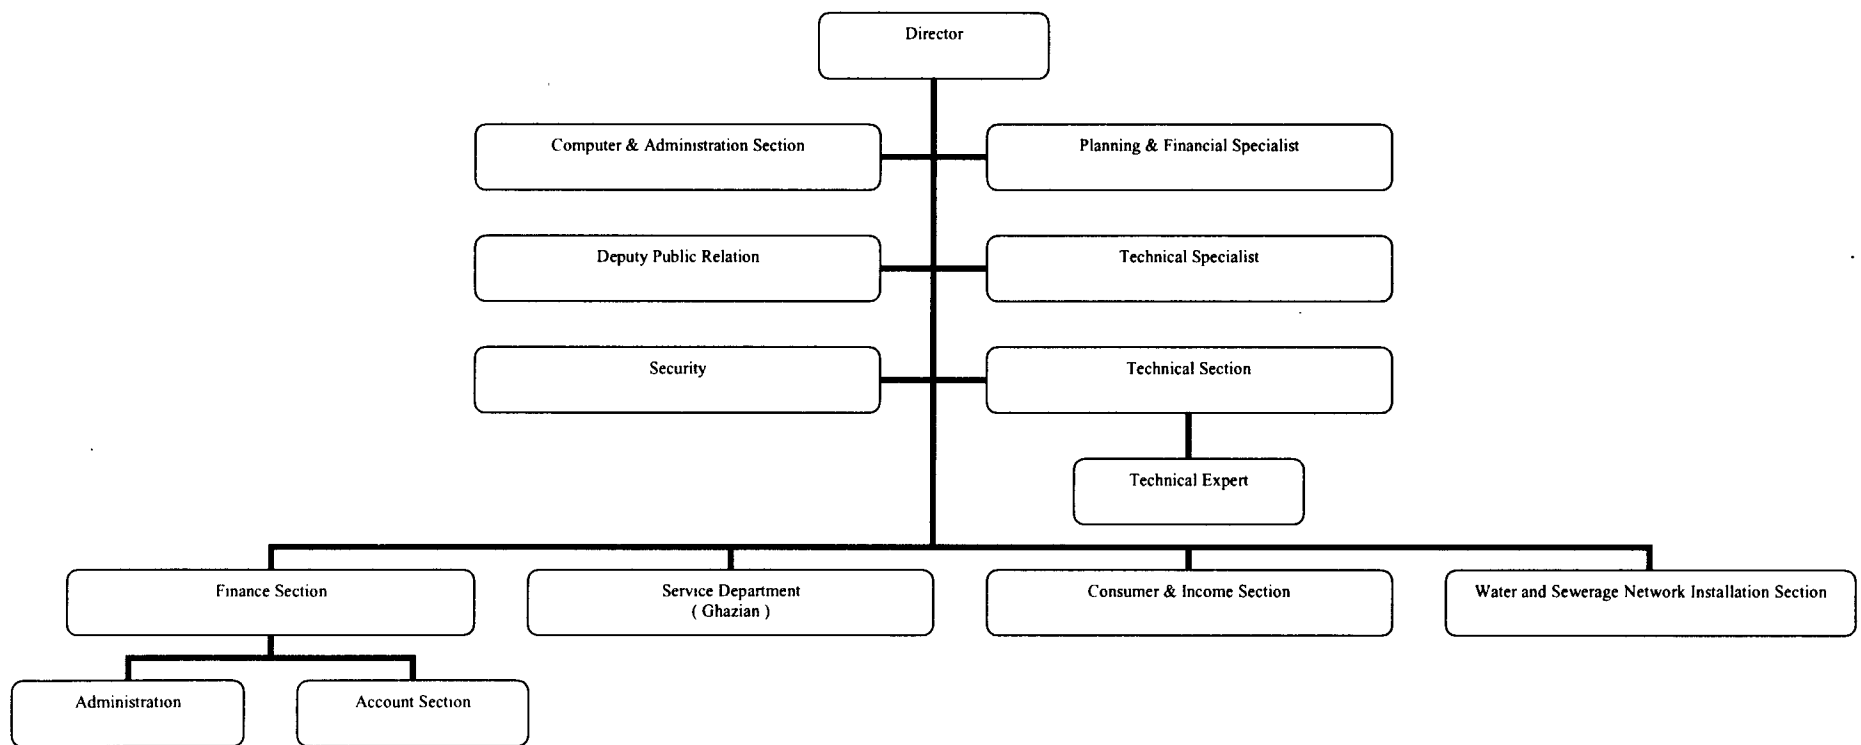 Director
Computer & Administration Section
Planning & Financial Specialist
Deputy Public Relation
Technical Specialist
Security
Technical Section
Technical Expert
Finance Section
Service Department
( Ghazian )
Consumer & Income Section
Water and Sewerage Network Installation Section
Administration
Account Section